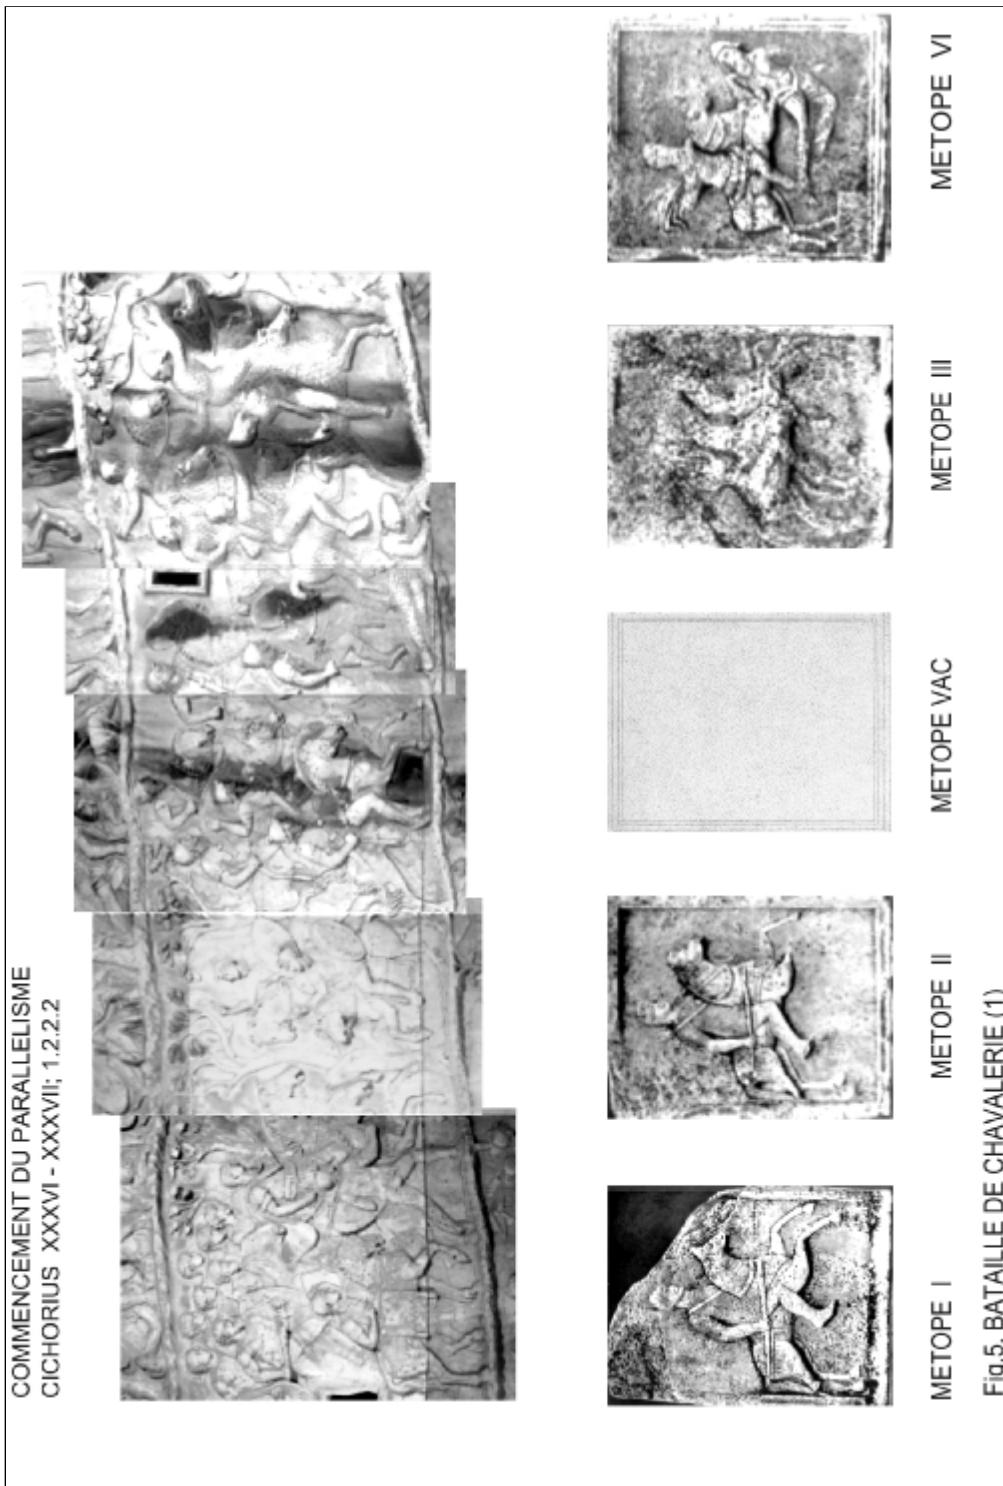 COMMENCEMENT DU PARALLELISME
CICHORIUS XXXVI - XXXVII; 1.2.2.2
METOPE I
METOPE II
METOPE VAC
METOPE III
METOPE VI
Fig.5. BATAILLE DE CHAVALERIE (1)